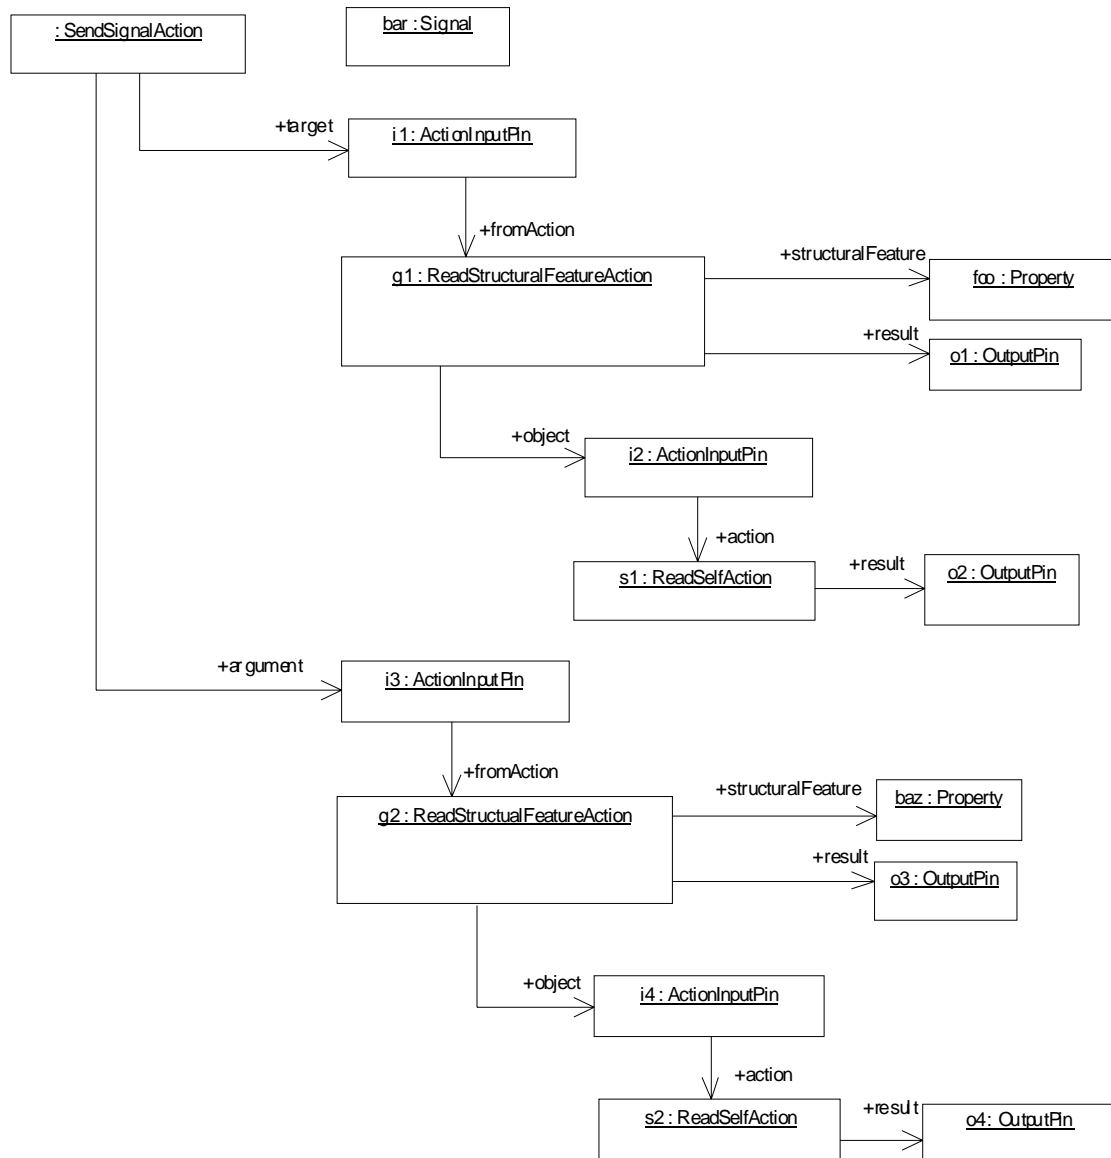 : SendSignalAction
bar : Signal
+target
i1 : ActionInputPin
+fromAction
g1 : ReadStructuralFeatureAction
+structuralFeature
foo : Property
+result
o1 : OutputPin
+object
i2 : ActionInputPin
+action
s1 : ReadSelfAction
+result
o2 : OutputPin
+argument
i3 : ActionInputPin
+fromAction
g2 : ReadStructualFeatureAction
+structuralFeature
baz : Property
+result
o3 : OutputPin
+object
i4 : ActionInputPin
+action
s2 : ReadSelfAction
+result
o4: OutputPin